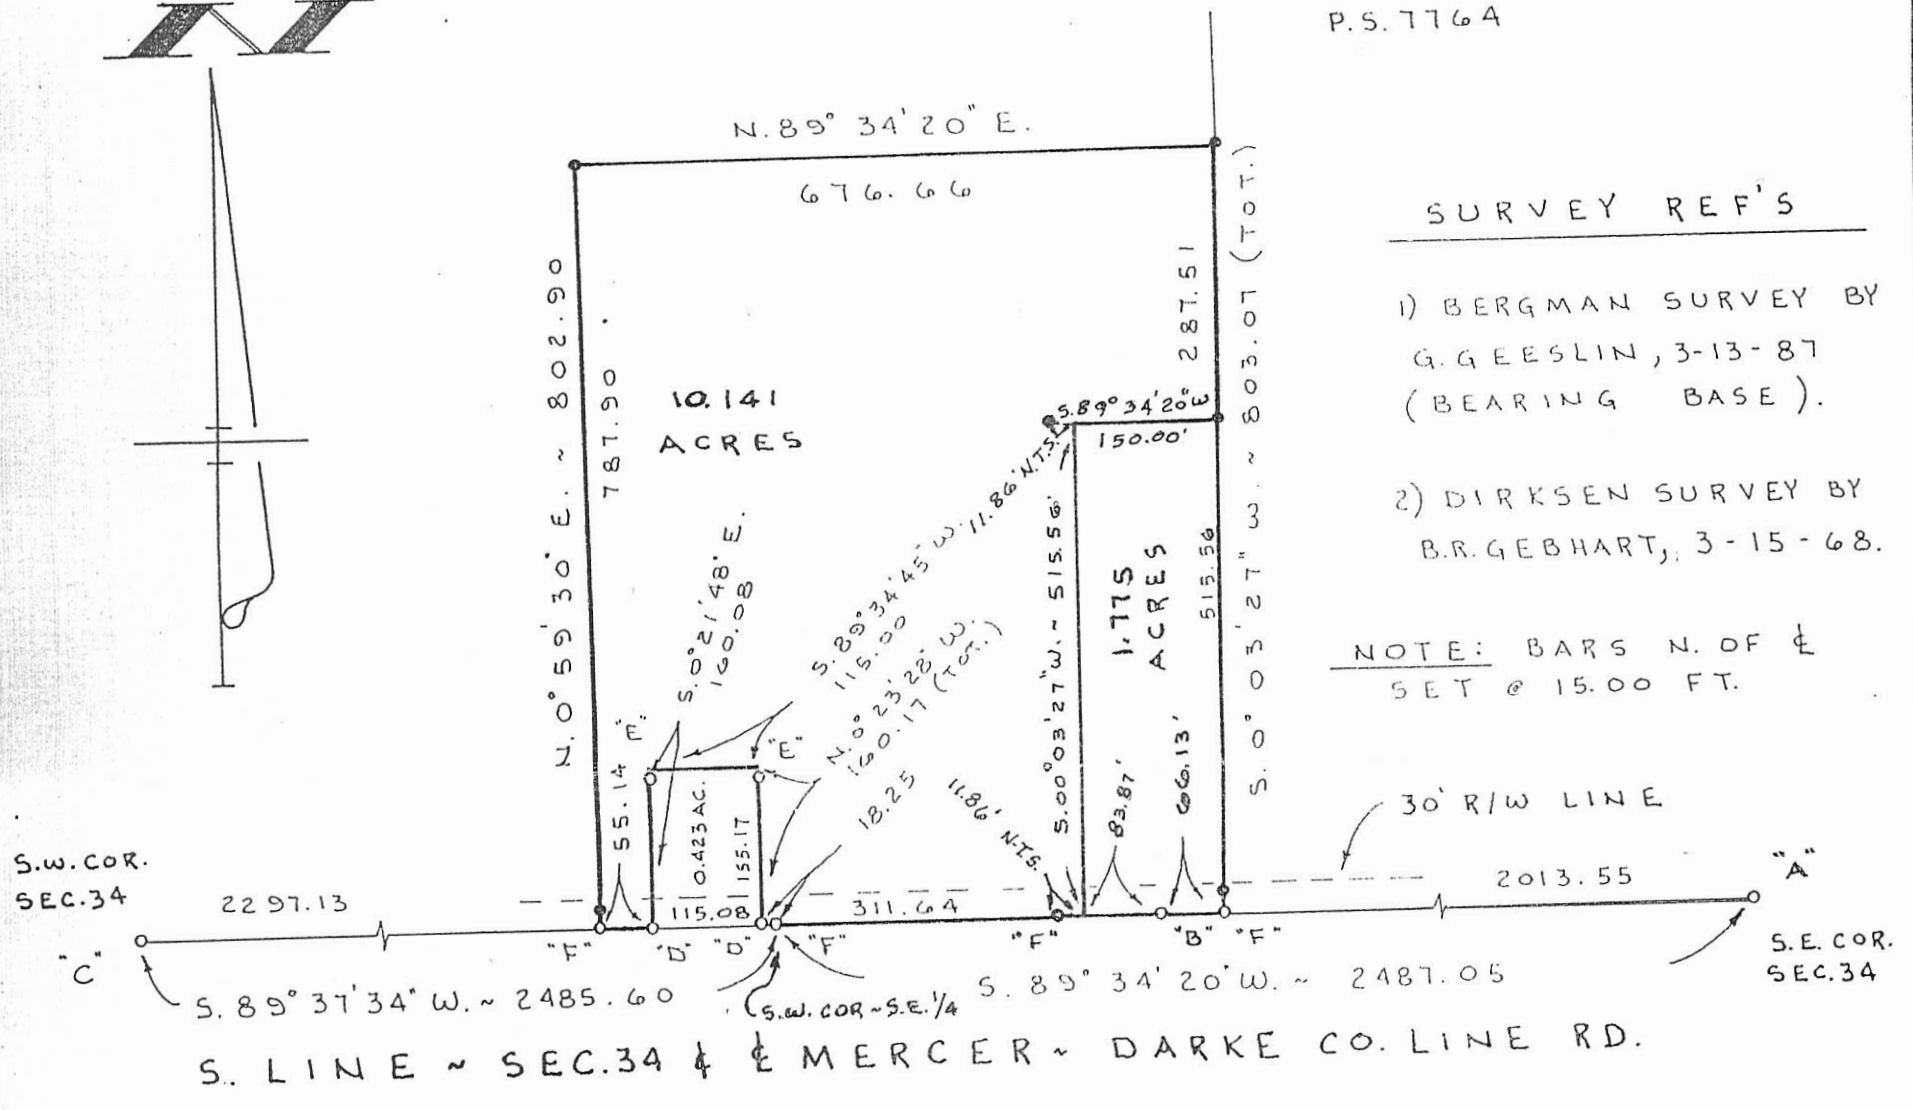 N
P.S. 7764
N. 89° 34' 20" E.
676.66
N. 0° 59' 30" E. ~ 802.90
787.90
10.141
ACRES
287.51
S. 0° 03' 27" W. ~ 803.07 (TOT.)
S. 89° 34' 20" W
150.00'
11.86' N.T.S.
S. 00° 03' 27" W. ~ 515.56'
1.775
ACRES
515.56
S. 0° 21' 48" E.
160.08
S. 89° 34' 45" W.
115.00
N. 0° 23' 28" W.
160.17 (TOT.)
18.25
11.86' N.T.S.
83.87'
66.13'
"E"
"E"
55.14
0.423 AC.
155.17
SURVEY REF'S
1) BERGMAN SURVEY BY
G. GEESLIN, 3-13-87
(BEARING BASE).
2) DIRKSEN SURVEY BY
B.R. GEBHART, 3-15-68.
NOTE: BARS N. OF ℄
SET @ 15.00 FT.
30' R/W LINE
S.W. COR.
SEC. 34
2297.13
115.08
311.64
2013.55
"A"
"C"
"F"
"D"
"D"
"F"
"F"
"B"
"F"
S.E. COR.
SEC. 34
S. 89° 37' 34" W. ~ 2485.60
S.W. COR ~ S.E. 1/4
S. 89° 34' 20" W. ~ 2487.05
S. LINE ~ SEC. 34 & ℄ MERCER ~ DARKE CO. LINE RD.